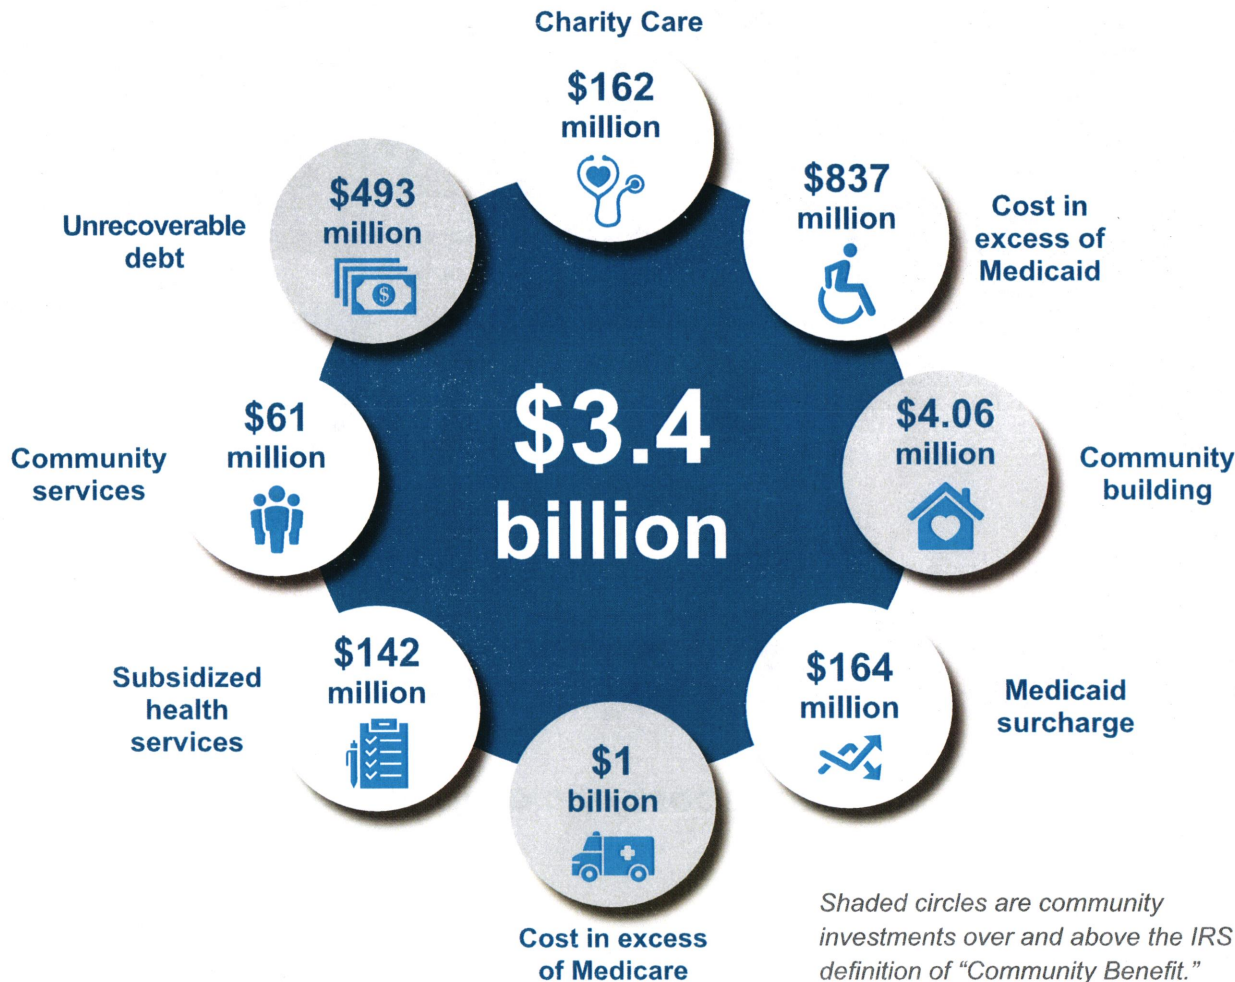 Charity Care
$162
million
$837
million
Cost in
excess of
Medicaid
$4.06
million
Community
building
$164
million
Medicaid
surcharge
$1
billion
Cost in excess
of Medicare
$142
million
Subsidized
health
services
$61
million
Community
services
$493
million
$
Unrecoverable
debt
$3.4
billion
Shaded circles are community
investments over and above the IRS
definition of “Community Benefit.”